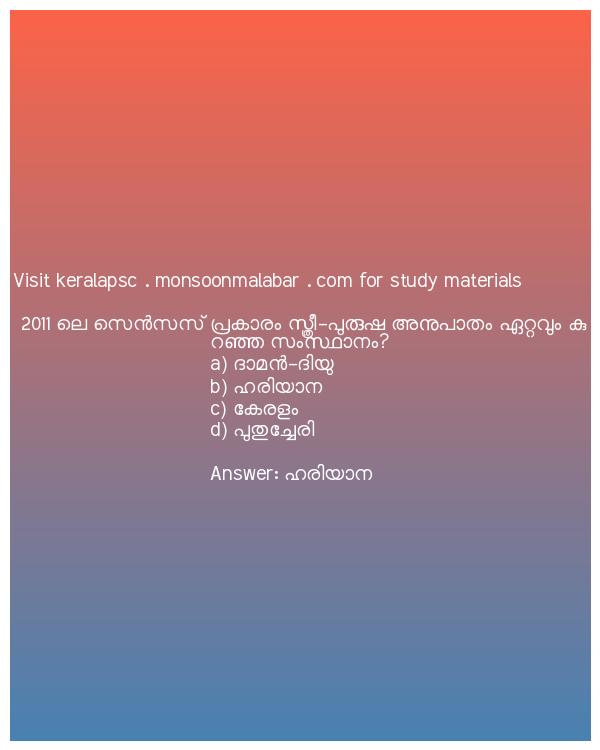 Visit keralapsc . monsoonmalabar . com for study materials
2011 ലെ സെൻസസ് പ്രകാരം സ്ത്രീ-പുരുഷ അനുപാതം ഏറ്റവും കു
റഞ്ഞ സംസ്ഥാനം?
a) ദാമൻ-ദിയു
b) ഹരിയാന
c) കേരളം
d) പുതുച്ചേരി
Answer: ഹരിയാന